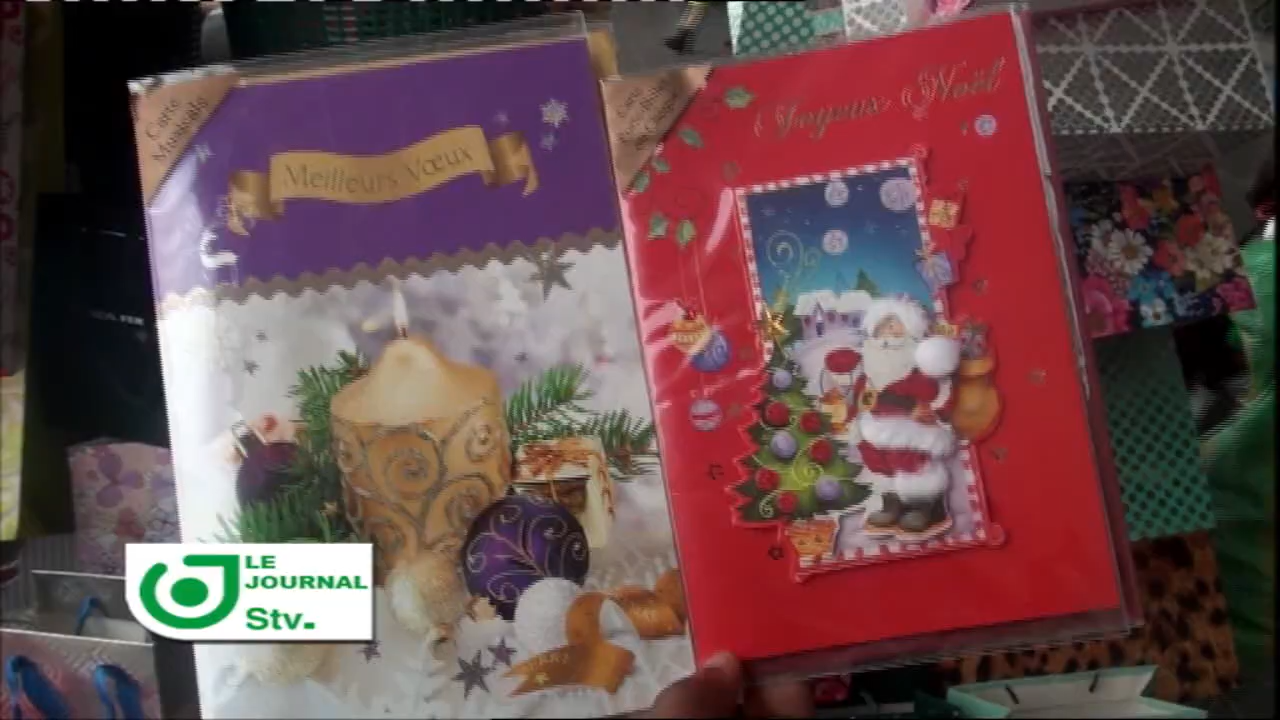 Carte
Musicale
Meilleurs Vœux
Joyeux Noël
LE
JOURNAL
Stv.